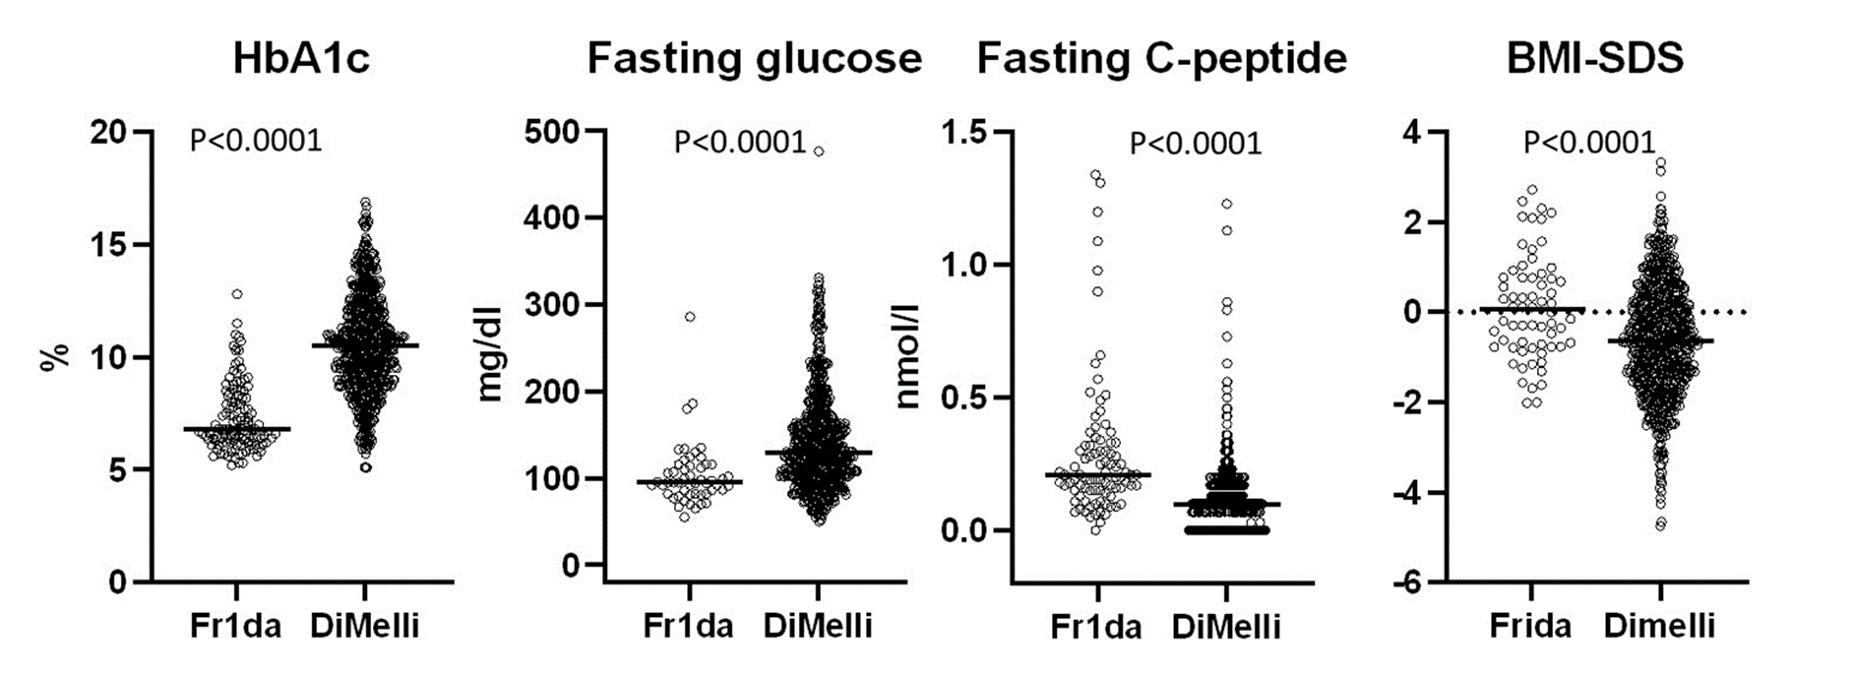 HbA1c
P<0.0001
20
15
10
5
0
%
Fr1da DiMelli
Fasting glucose
P<0.0001
500
400
300
200
100
0
mg/dl
Fr1da DiMelli
Fasting C-peptide
P<0.0001
1.5
1.0
0.5
0.0
nmol/l
Fr1da DiMelli
BMI-SDS
P<0.0001
4
2
0
-2
-4
-6
Frida Dimelli